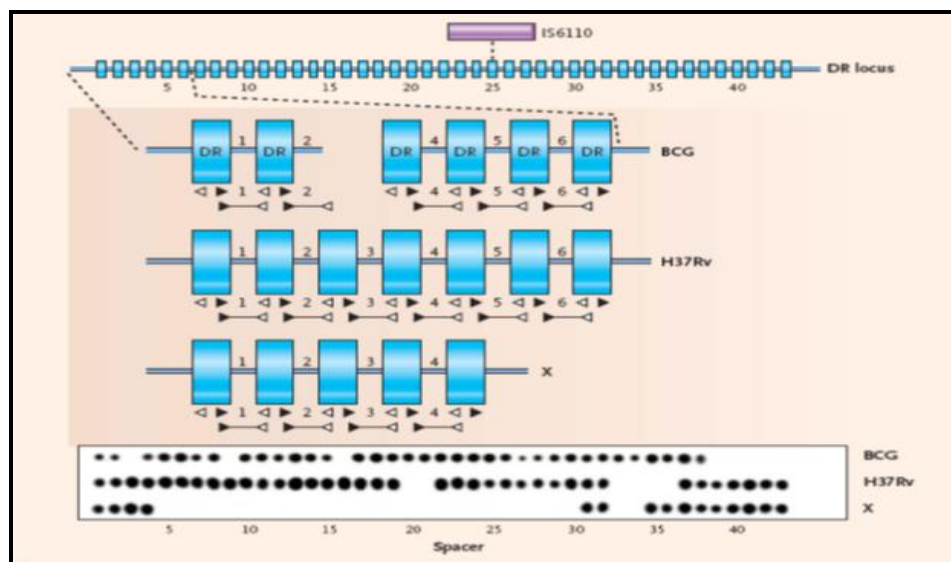 IS6110
DR locus
5 10 15 20 25 30 35 40
1 2 4 5 6
DR DR DR DR DR DR BCG
1 2 4 5 6
1 2 3 4 5 6
H37Rv
1 2 3 4 5 6
1 2 3 4
X
1 2 3 4
BCG
H37Rv
X
5 10 15 20 25 30 35 40
Spacer